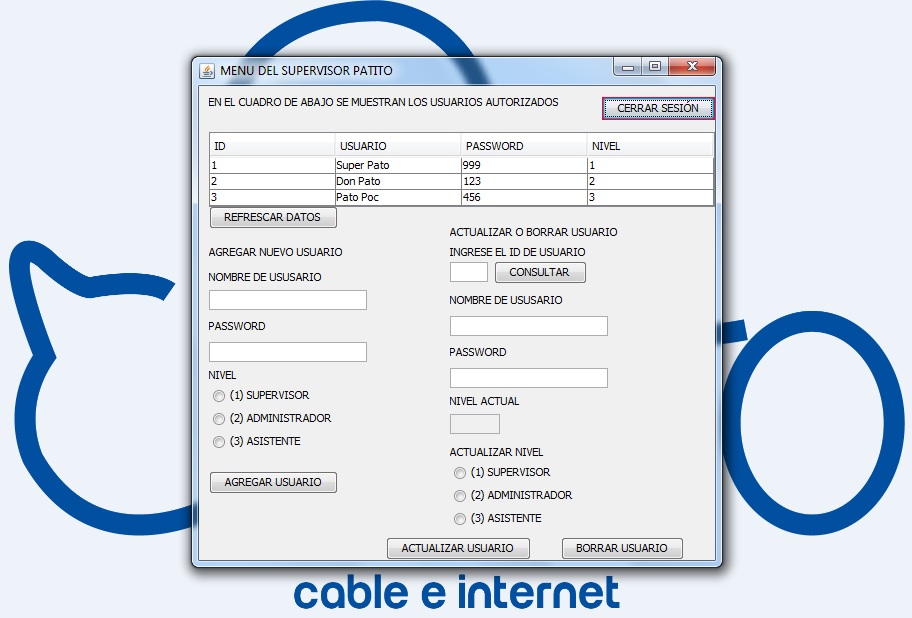 MENU DEL SUPERVISOR PATITO
EN EL CUADRO DE ABAJO SE MUESTRAN LOS USUARIOS AUTORIZADOS
CERRAR SESIÓN
ID USUARIO PASSWORD NIVEL
1 Super Pato 999 1
2 Don Pato 123 2
3 Pato Poc 456 3
REFRESCAR DATOS
AGREGAR NUEVO USUARIO
NOMBRE DE USUSARIO
PASSWORD
NIVEL
(1) SUPERVISOR
(2) ADMINISTRADOR
(3) ASISTENTE
AGREGAR USUARIO
ACTUALIZAR O BORRAR USUARIO
INGRESE EL ID DE USUARIO
CONSULTAR
NOMBRE DE USUSARIO
PASSWORD
NIVEL ACTUAL
ACTUALIZAR NIVEL
(1) SUPERVISOR
(2) ADMINISTRADOR
(3) ASISTENTE
ACTUALIZAR USUARIO
BORRAR USUARIO
cable e internet